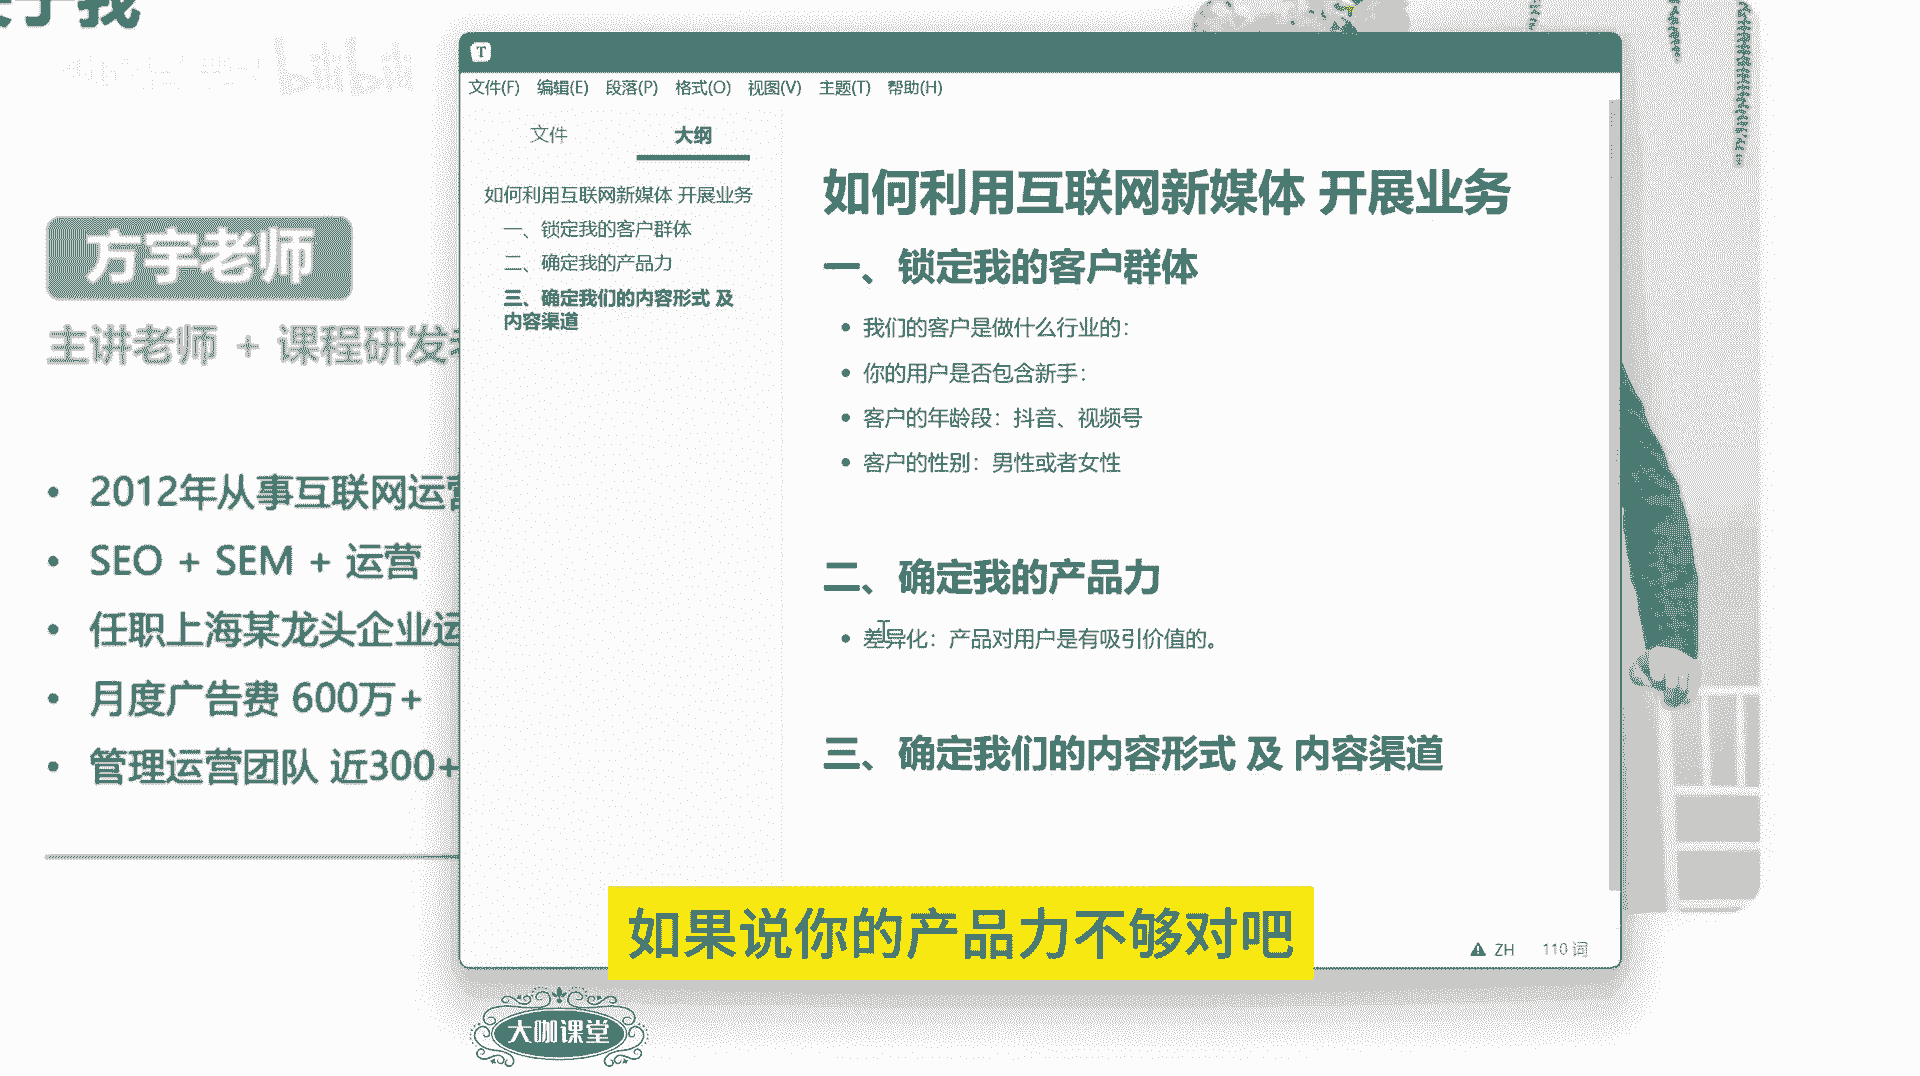 方宇老师
主讲老师 + 课程研发
2012年从事互联网运营
SEO + SEM + 运营
任职上海某龙头企业运
月度广告费 600万+
管理运营团队 近300+
文件(F) 编辑(E) 段落(P) 格式(O) 视图(V) 主题(T) 帮助(H)
文件 大纲
如何利用互联网新媒体 开展业务
一、锁定我的客户群体
二、确定我的产品力
三、确定我们的内容形式 及
内容渠道
如何利用互联网新媒体 开展业务
一、锁定我的客户群体
我们的客户是做什么行业的：
你的用户是否包含新手：
客户的年龄段：抖音、视频号
客户的性别：男性或者女性
二、确定我的产品力
差异化：产品对用户是有吸引价值的。
三、确定我们的内容形式 及 内容渠道
如果说你的产品力不够对吧
ZH 110 词
大咖课堂
bilibili